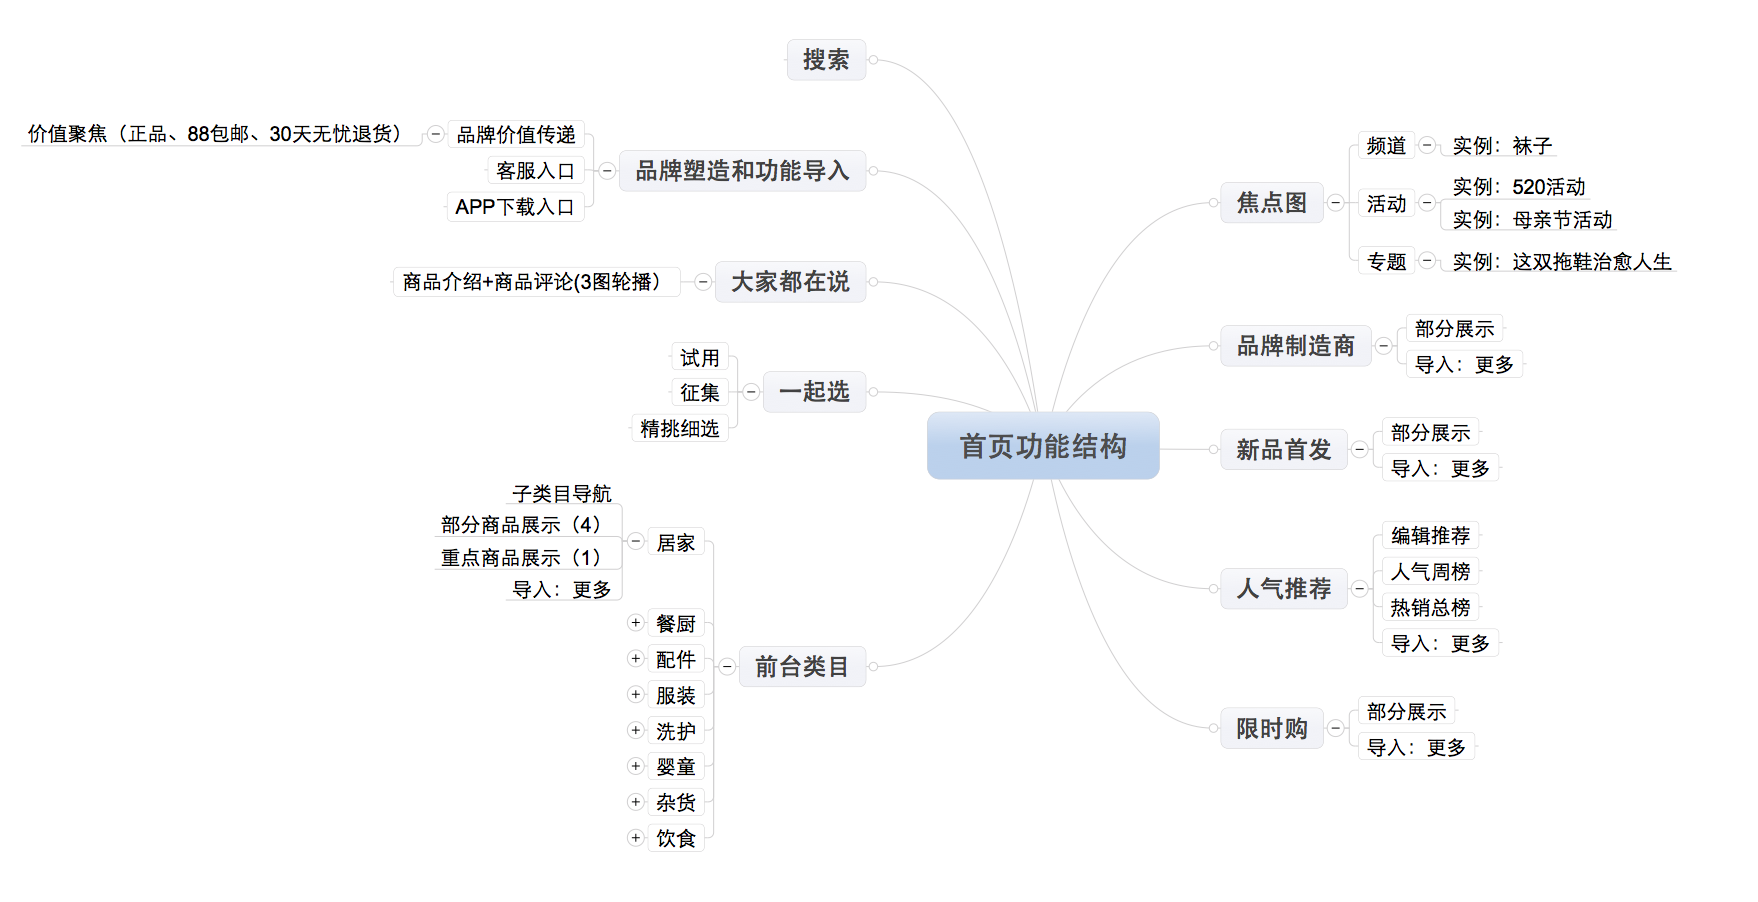 首页功能结构
焦点图
频道
实例：袜子
活动
实例：520活动
实例：母亲节活动
专题
实例：这双拖鞋治愈人生
品牌制造商
部分展示
导入：更多
新品首发
部分展示
导入：更多
人气推荐
编辑推荐
人气周榜
热销总榜
导入：更多
限时购
部分展示
导入：更多
搜索
品牌塑造和功能导入
品牌价值传递
价值聚焦（正品、88包邮、30天无忧退货）
客服入口
APP下载入口
大家都在说
商品介绍+商品评论(3图轮播）
一起选
试用
征集
精挑细选
前台类目
居家
子类目导航
部分商品展示（4）
重点商品展示（1）
导入：更多
餐厨
配件
服装
洗护
婴童
杂货
饮食